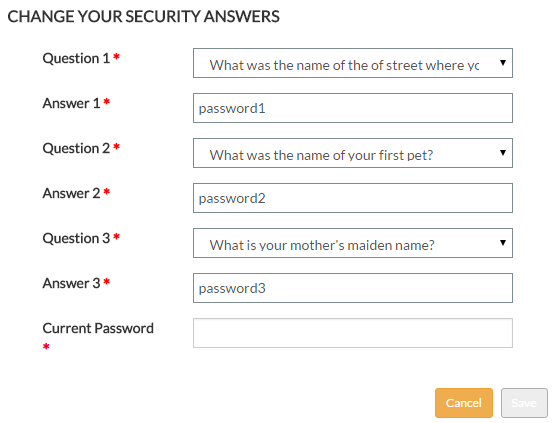 CHANGE YOUR SECURITY ANSWERS
Question 1 * What was the name of the of street where yc
Answer 1 * password1
Question 2 * What was the name of your first pet?
Answer 2 * password2
Question 3 * What is your mother's maiden name?
Answer 3 * password3
Current Password
*
Cancel Save